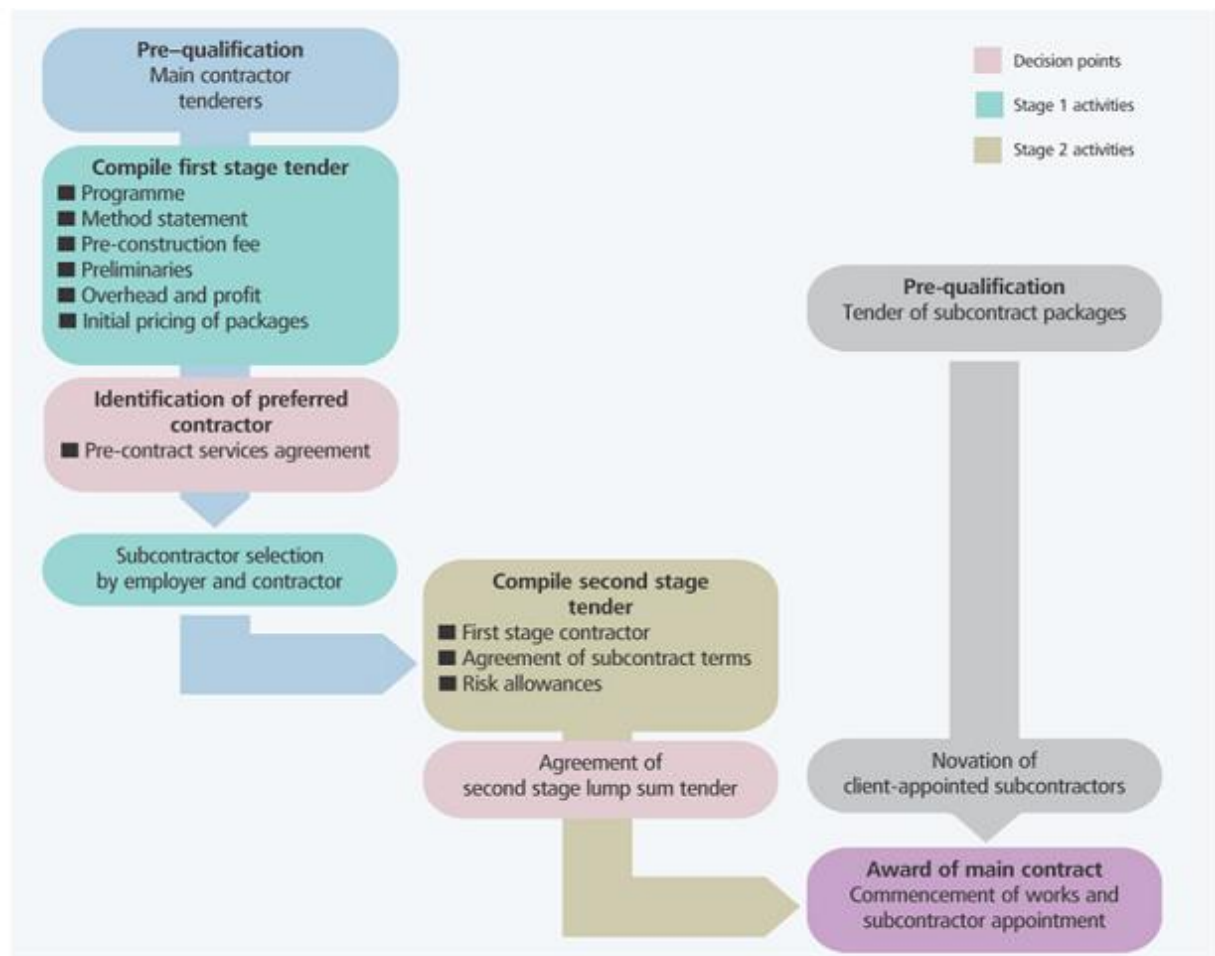 Pre–qualification
Main contractor
tenderers
Compile first stage tender
■ Programme
■ Method statement
■ Pre-construction fee
■ Preliminaries
■ Overhead and profit
■ Initial pricing of packages
Identification of preferred
contractor
■ Pre-contract services agreement
Subcontractor selection
by employer and contractor
Compile second stage
tender
■ First stage contractor
■ Agreement of subcontract terms
■ Risk allowances
Agreement of
second stage lump sum tender
Decision points
Stage 1 activities
Stage 2 activities
Pre-qualification
Tender of subcontract packages
Novation of
client-appointed subcontractors
Award of main contract
Commencement of works and
subcontractor appointment